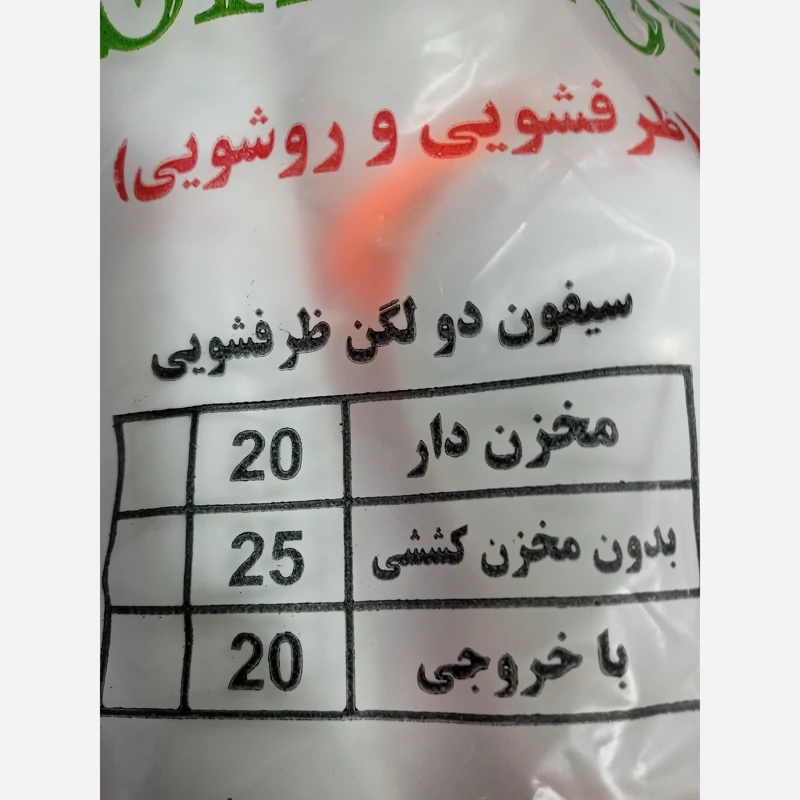 (ظرفشویی و روشویی)
سیفون دو لگن ظرفشویی
مخزن دار 20
بدون مخزن کششی 25
با خروجی 20